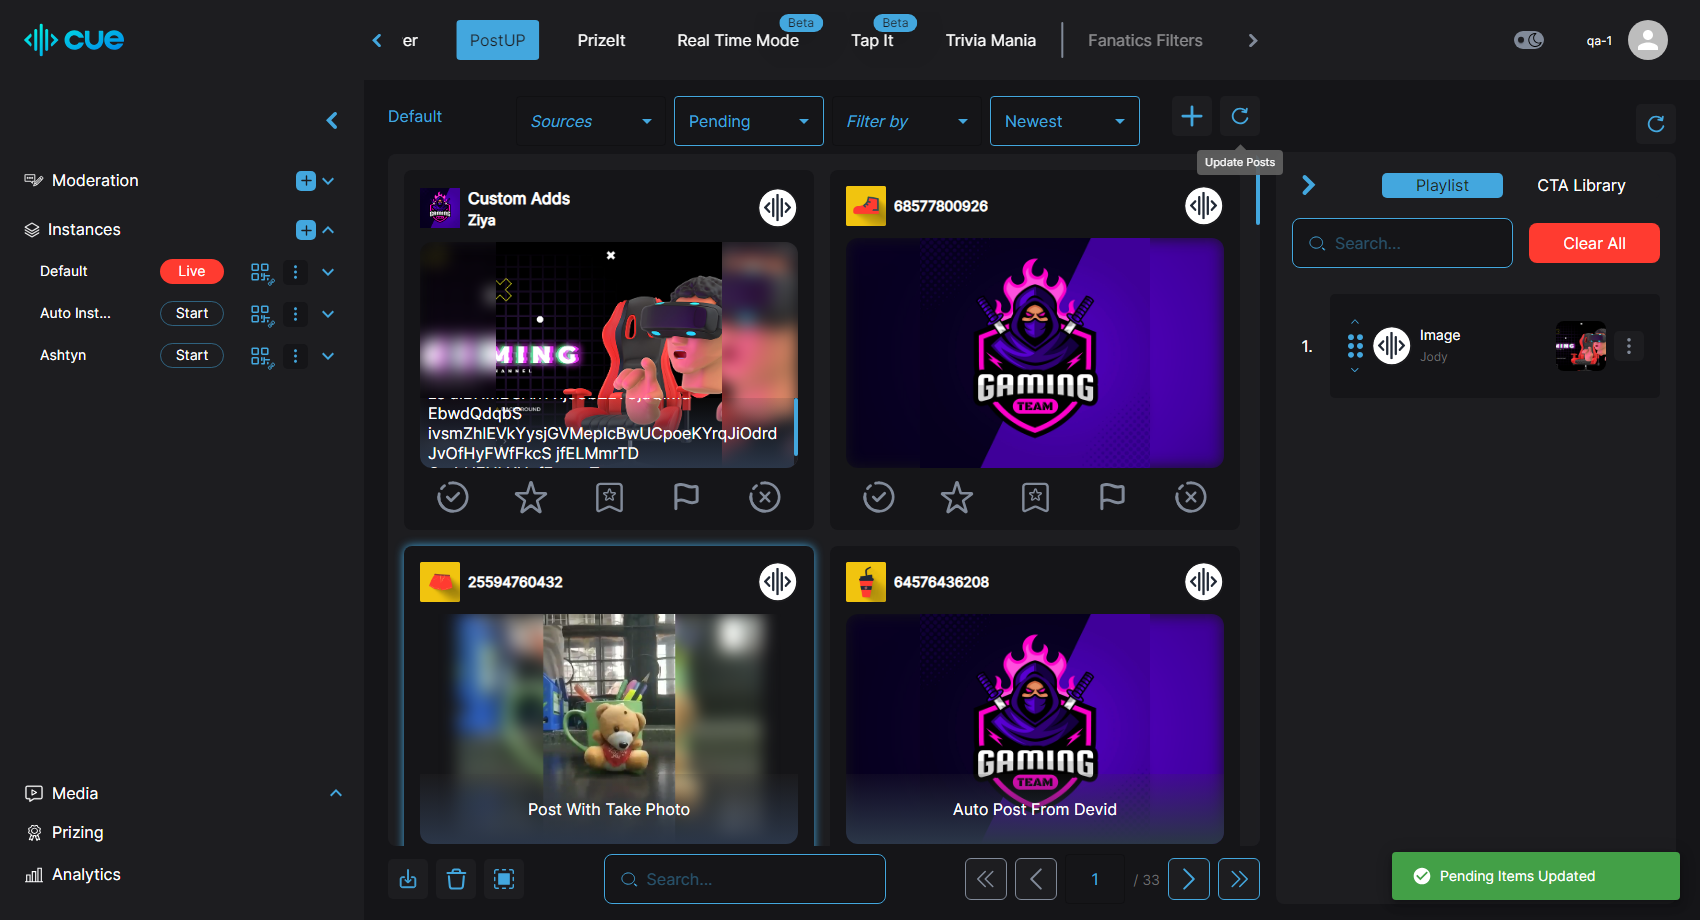 cue
er
PostUP
PrizeIt
Real Time Mode
Beta
Tap It
Beta
Trivia Mania
Fanatics Filters
qa-1
Default
Sources
Pending
Filter by
Newest
Update Posts
Moderation
Instances
Default
Live
Auto Inst...
Start
Ashtyn
Start
Media
Prizing
Analytics
Custom Adds
Ziya
EbwdQdqbS
ivsmZhlEVkYysjGVMepIcBwUCpoeKYrqJiOdrd
JvOfHyFWfFkcS jfELMmrTD
68577800926
GAMING
TEAM
25594760432
Post With Take Photo
64576436208
GAMING
TEAM
Auto Post From Devid
Search...
1
/ 33
Playlist
CTA Library
Search...
Clear All
1.
Image
Jody
Pending Items Updated